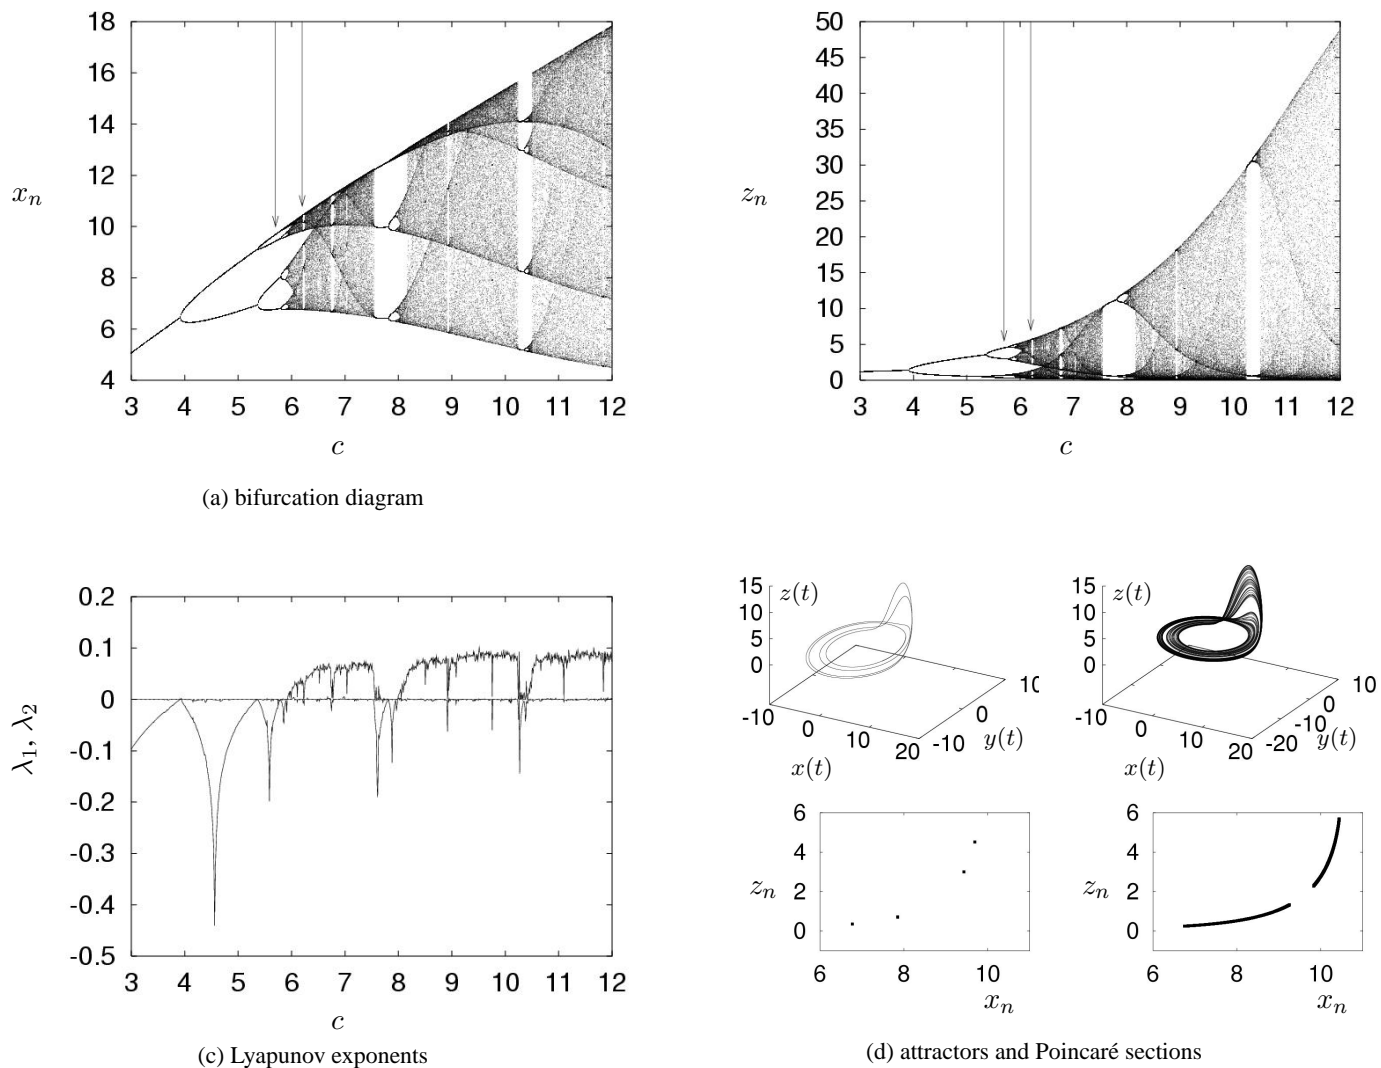 18
16
14
12
10
8
6
4
x_n
3 4 5 6 7 8 9 10 11 12
c
50
45
40
35
30
25
20
15
10
5
0
z_n
3 4 5 6 7 8 9 10 11 12
c
(a) bifurcation diagram
0.2
0.1
0
-0.1
-0.2
-0.3
-0.4
-0.5
λ₁, λ₂
3 4 5 6 7 8 9 10 11 12
c
(c) Lyapunov exponents
15 z(t)
10
5
0
-10 0 10 20
x(t)
-10 0 10
y(t)
15 z(t)
10
5
0
-10 0 10 20
x(t)
-20 -10 0 10
y(t)
6
4
2
0
z_n
6 8 10
x_n
6
4
2
0
z_n
6 8 10
x_n
(d) attractors and Poincaré sections